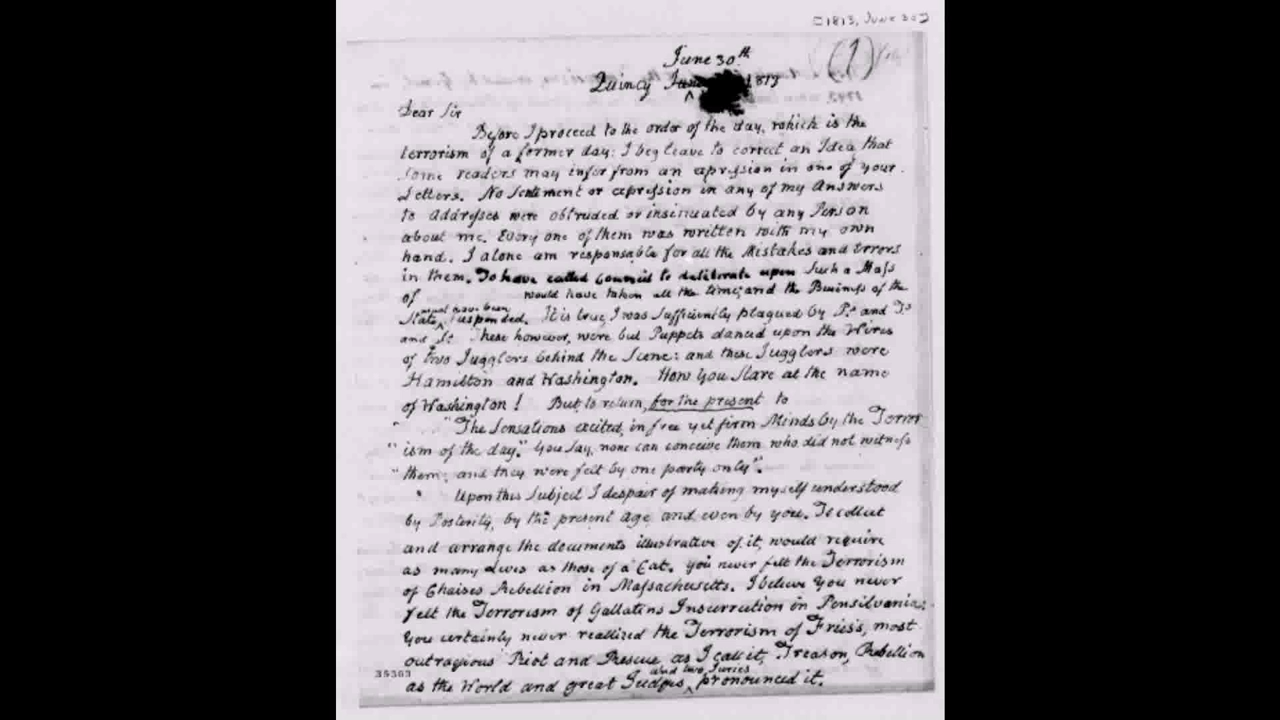 [1813, June 30]
(1)
June 30th
Quincy June 1813
Dear Sir
Before I proceed to the order of the day, which is the
terrorism of a former day: I beg leave to correct an Idea that
some readers may infer from an expression in one of your
Letters. No sentiment or expression in any of my Answers
to Addresses were obtruded or insinuated by any Person
about me. Every one of them was written with my own
hand. I alone am responsable for all the Mistakes and Errors
in them. To have called Council to deliberate upon such a Mass
of would have taken all the time, and the Business of the
State must have been suspended. It is true, I was sufficiently plagued by Ps and Ts
and Ss. These however, were but Puppets danced upon the Wires
of two Jugglers behind the Scene: and these Jugglers were
Hamilton and Washington. How you stare at the name
of Washington! But to return, for the present to
"The Sensations excited, in free yet firm Minds by the Terror
"ism of the day." You say, none can conceive them who did not witness
"them; and they were felt by one party only".
Upon this Subject I despair of making myself understood
by Posterity, by the present Age and even by you. To collect
and arrange the documents illustrative of it, would require
as many Lives as those of a Cat. You never felt the Terrorism
of Chaises Rebellion in Massachusetts. I believe You never
felt the Terrorism of Gallatins Insurrection in Pensilvania:
You certainly never reallized the Terrorism of Fries's, most
outragious Riot and Rescue, as I call it, Treason, Rebellion
as the World and great Judges and two Juries pronounced it.
35303